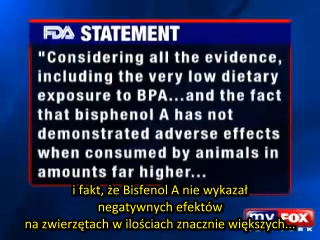 FDA STATEMENT
"Considering all the evidence,
including the very low dietary
exposure to BPA...and the fact
that bisphenol A has not
demonstrated adverse effects
when consumed by animals in
amounts far higher...
i fakt, że Bisfenol A nie wykazał
negatywnych efektów
na zwierzętach w ilościach znacznie większych...
my FOX